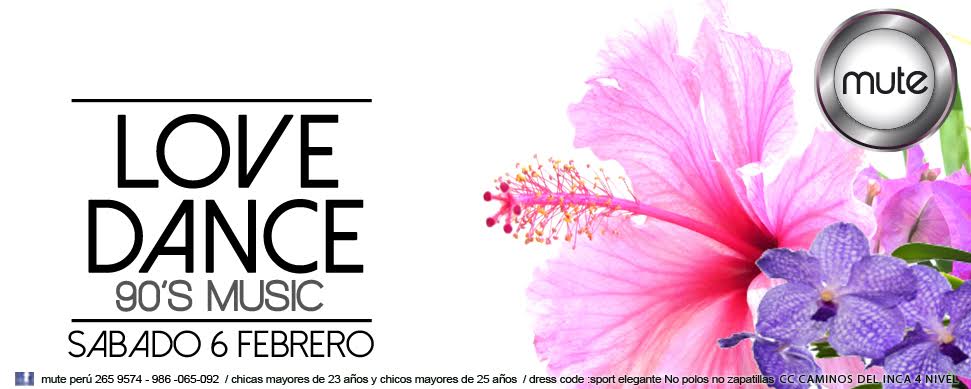 mute
LOVE
DANCE
90'S MUSIC
SABADO 6 FEBRERO
mute perú 265 9574 - 986 -065-092 / chicas mayores de 23 años y chicos mayores de 25 años / dress code :sport elegante No polos no zapatillas CC CAMINOS DEL INCA 4 NIVEL